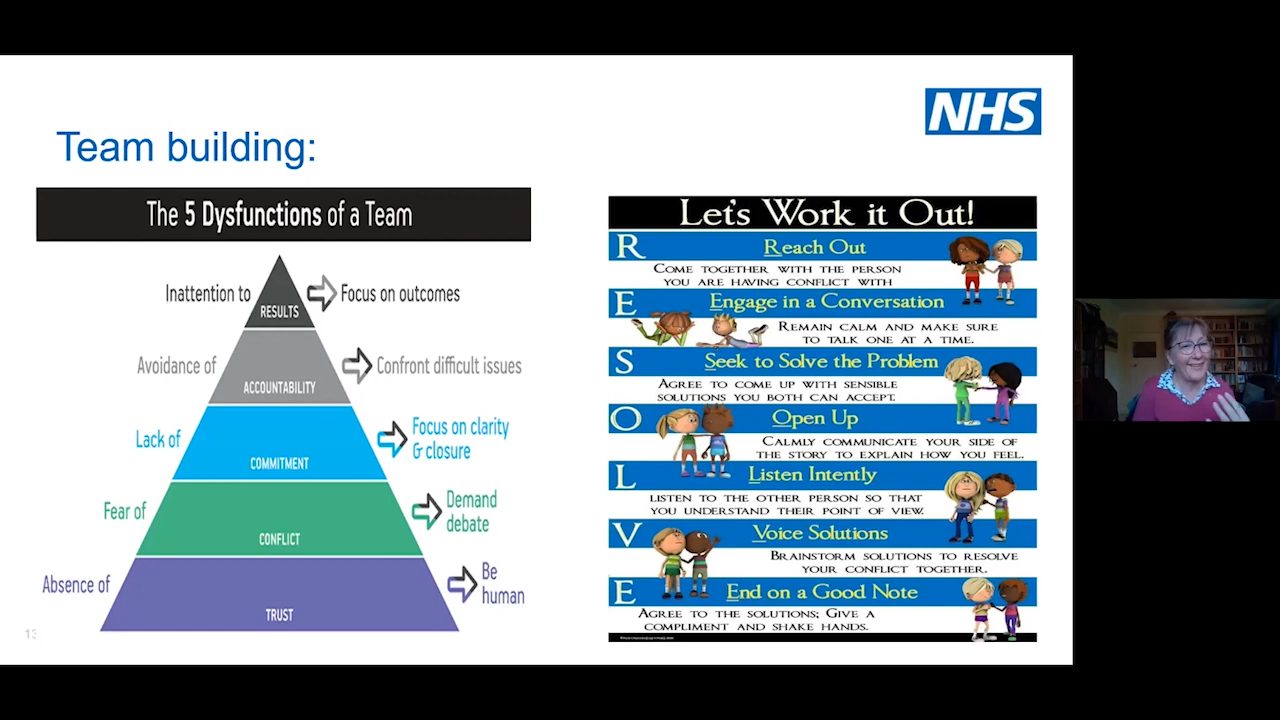 NHS
Team building:
The 5 Dysfunctions of a Team
Inattention to
RESULTS
Focus on outcomes
Avoidance of
ACCOUNTABILITY
Confront difficult issues
Lack of
COMMITMENT
Focus on clarity
& closure
Fear of
CONFLICT
Demand
debate
Absence of
TRUST
Be
human
13
Let's Work it Out!
R Reach Out
COME TOGETHER WITH THE PERSON
YOU ARE HAVING CONFLICT WITH
E Engage in a Conversation
REMAIN CALM AND MAKE SURE
TO TALK ONE AT A TIME.
S Seek to Solve the Problem
AGREE TO COME UP WITH SENSIBLE
SOLUTIONS YOU BOTH CAN ACCEPT.
O Open Up
CALMLY COMMUNICATE YOUR SIDE OF
THE STORY TO EXPLAIN HOW YOU FEEL.
L Listen Intently
LISTEN TO THE OTHER PERSON SO THAT
YOU UNDERSTAND THEIR POINT OF VIEW.
V Voice Solutions
BRAINSTORM SOLUTIONS TO RESOLVE
YOUR CONFLICT TOGETHER.
E End on a Good Note
AGREE TO THE SOLUTIONS; GIVE A
COMPLIMENT AND SHAKE HANDS.